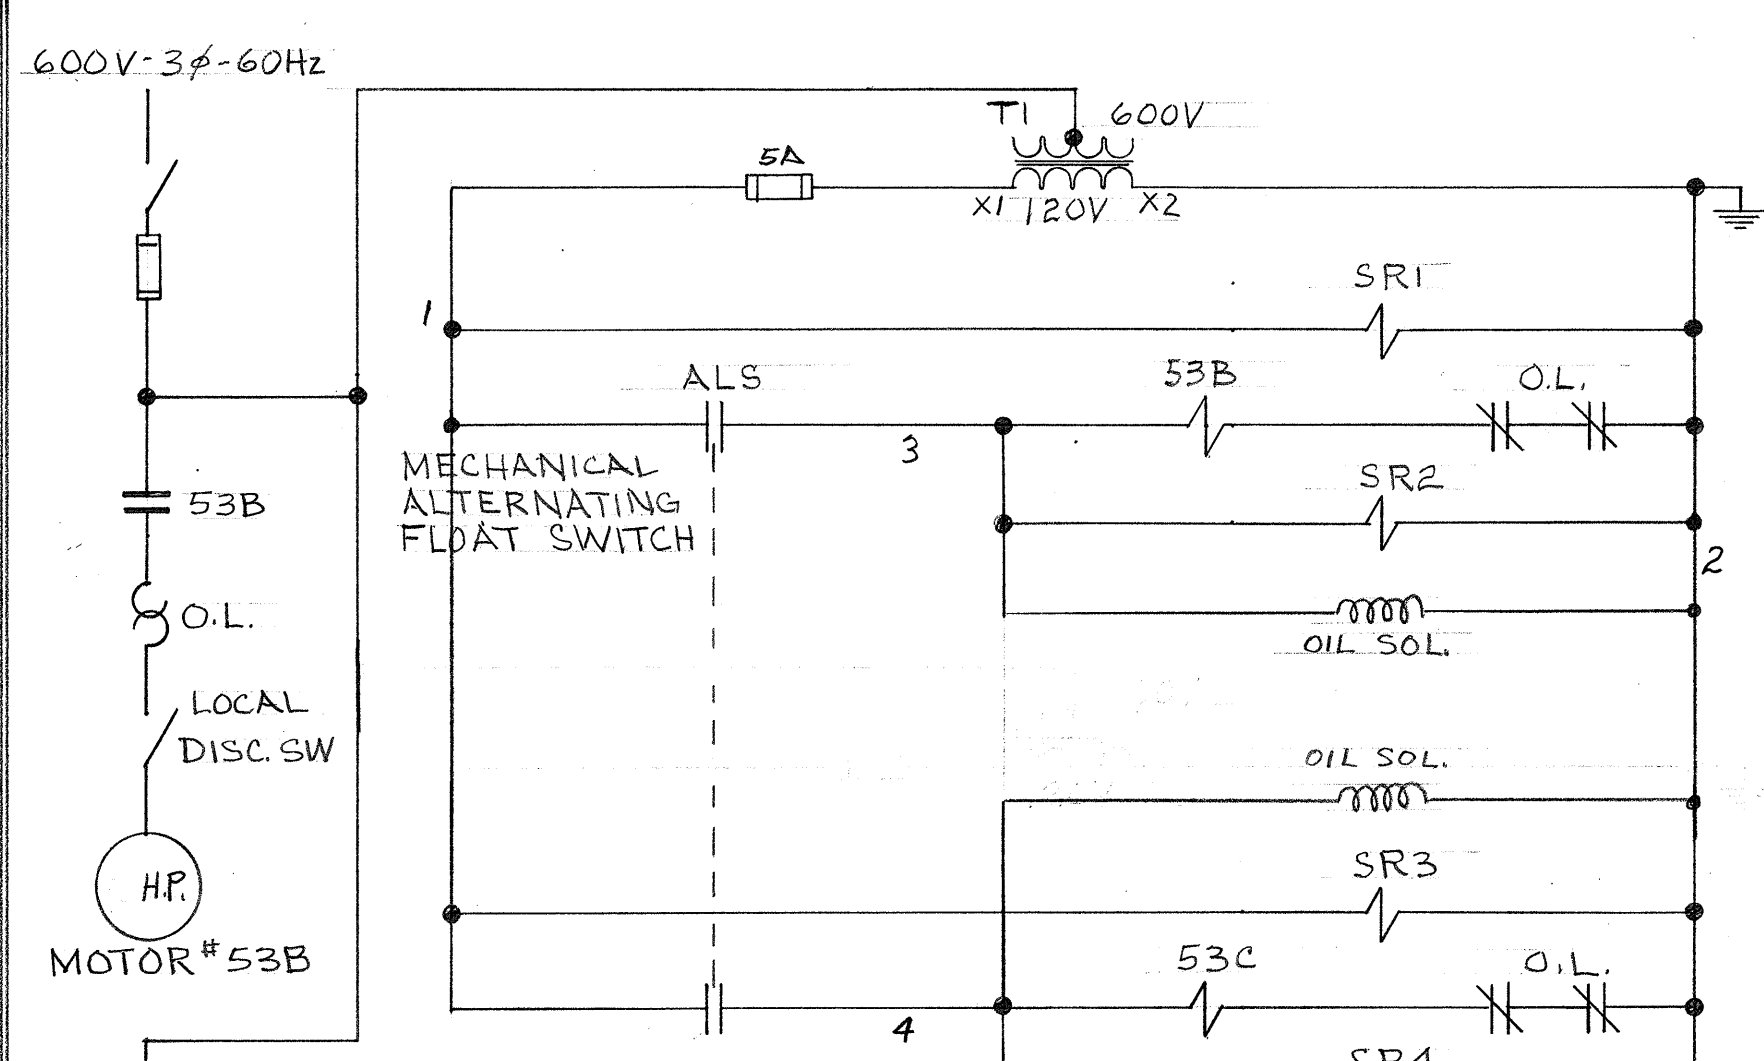 600V-3ϕ-60Hz
T1 600V
5A
X1 120V X2
SR1
1
ALS
53B
O.L.
3
MECHANICAL
ALTERNATING
FLOAT SWITCH
SR2
53B
2
O.L.
OIL SOL.
LOCAL
DISC. SW
OIL SOL.
SR3
H.P.
MOTOR #53B
53C
O.L.
4
SR4